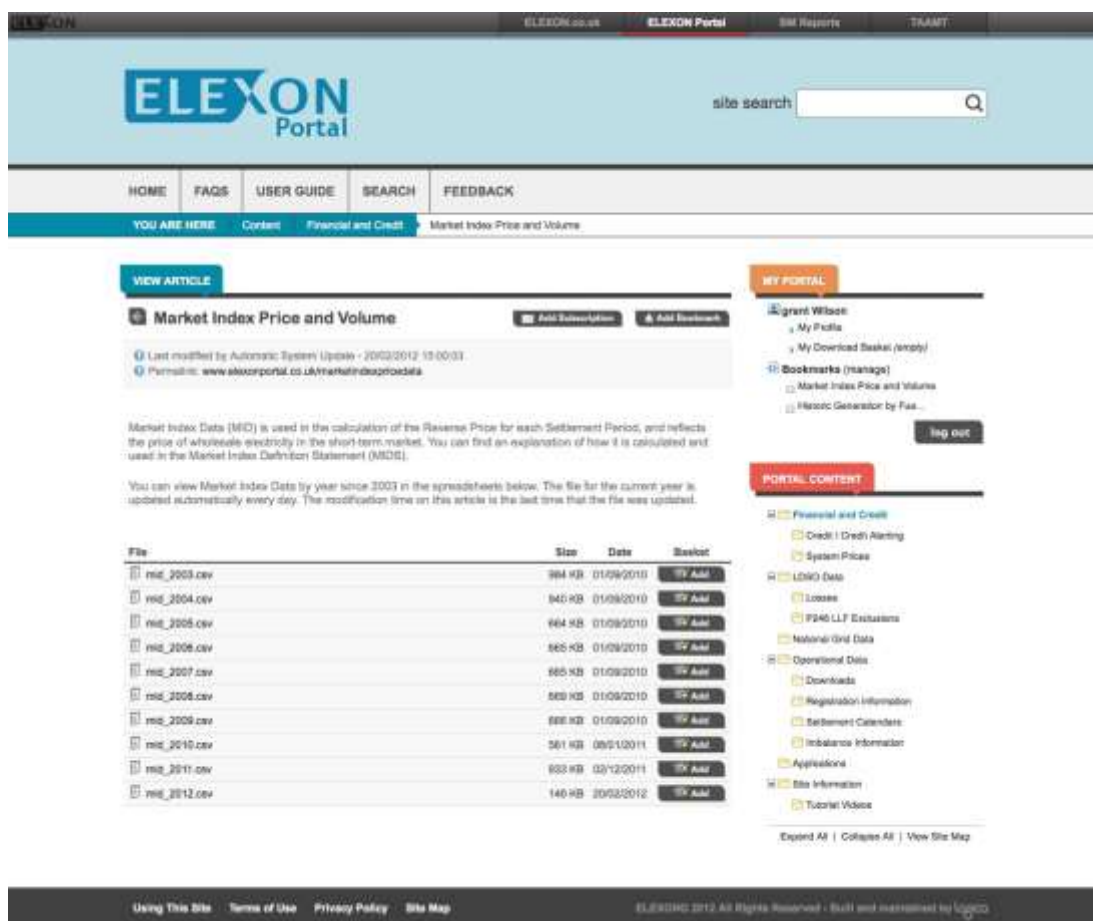 ELEXON
ELEXON.co.uk ELEXON Portal BM Reports TAAMT
ELEXON
Portal
site search
HOME FAQS USER GUIDE SEARCH FEEDBACK
YOU ARE HERE Content Financial and Credit Market Index Price and Volume
VIEW ARTICLE
Market Index Price and Volume Add Subscription Add Bookmark
Last modified by Automatic System Update - 20/02/2012 15:00:03
Permalink: www.elexonportal.co.uk/marketindexpricedata
Market Index Data (MID) is used in the calculation of the Reverse Price for each Settlement Period, and reflects
the price of wholesale electricity in the short-term market. You can find an explanation of how it is calculated and
used in the Market Index Definition Statement (MIDS).
You can view Market Index Data by year since 2003 in the spreadsheets below. The file for the current year is
updated automatically every day. The modification time on this article is the last time that the file was updated.
File Size Date Basket
mid_2003.csv KB 01/09/2010 Add
mid_2004.csv 940 KB 01/09/2010 Add
mid_2005.csv 664 KB 01/09/2010 Add
mid_2006.csv 665 KB 01/09/2010 Add
mid_2007.csv 665 KB 01/09/2010 Add
mid_2008.csv KB 01/09/2010 Add
mid_2009.csv KB 01/09/2010 Add
mid_2010.csv 561 KB 08/01/2011 Add
mid_2011.csv 933 KB 02/12/2011 Add
mid_2012.csv 146 KB 20/02/2012 Add
MY PORTAL
grant Wilson
My Profile
My Download Basket (empty)
Bookmarks (manage)
Market Index Price and Volume
Historic Generation by Fue...
log out
PORTAL CONTENT
Financial and Credit
Credit / Credit Alerting
System Prices
LDSO Data
Losses
P246 LLF Exclusions
National Grid Data
Operational Data
Downloads
Registration Information
Settlement Calendars
Imbalance Information
Applications
Site Information
Tutorial Videos
Expand All | Collapse All | View Site Map
Using This Site Terms of Use Privacy Policy Site Map ELEXON© 2012 All Rights Reserved - Built and maintained by logica